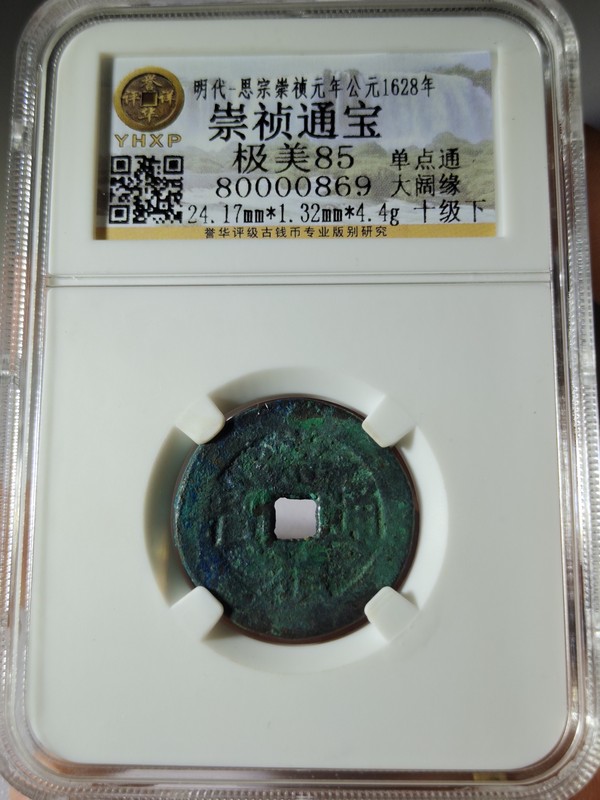 明代-思宗崇祯元年公元1628年
崇祯通宝
YHXP
极美85 单点通
80000869 大阔缘
24.17mm*1.32mm*4.4g 十级下
誉华评级古钱币专业版别研究